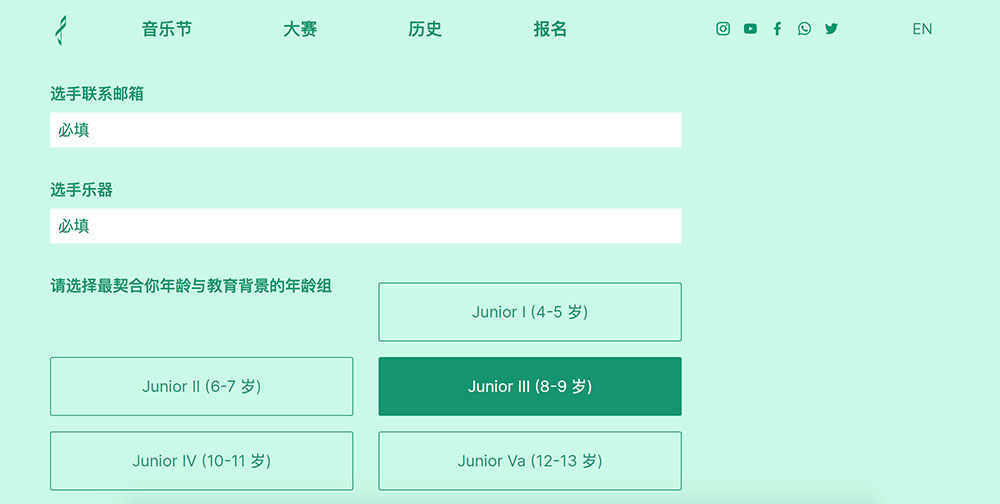 音乐节 大赛 历史 报名 EN
选手联系邮箱
必填
选手乐器
必填
请选择最契合你年龄与教育背景的年龄组
Junior I (4-5 岁)
Junior II (6-7 岁)
Junior III (8-9 岁)
Junior IV (10-11 岁)
Junior Va (12-13 岁)